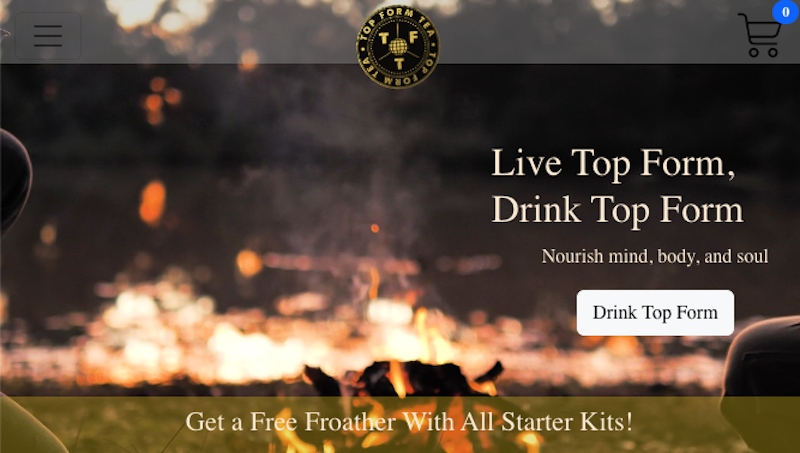 0
TOP FORM TEA
TOP FORM TEA
T F
T
Live Top Form,
Drink Top Form
Nourish mind, body, and soul
Drink Top Form
Get a Free Froather With All Starter Kits!